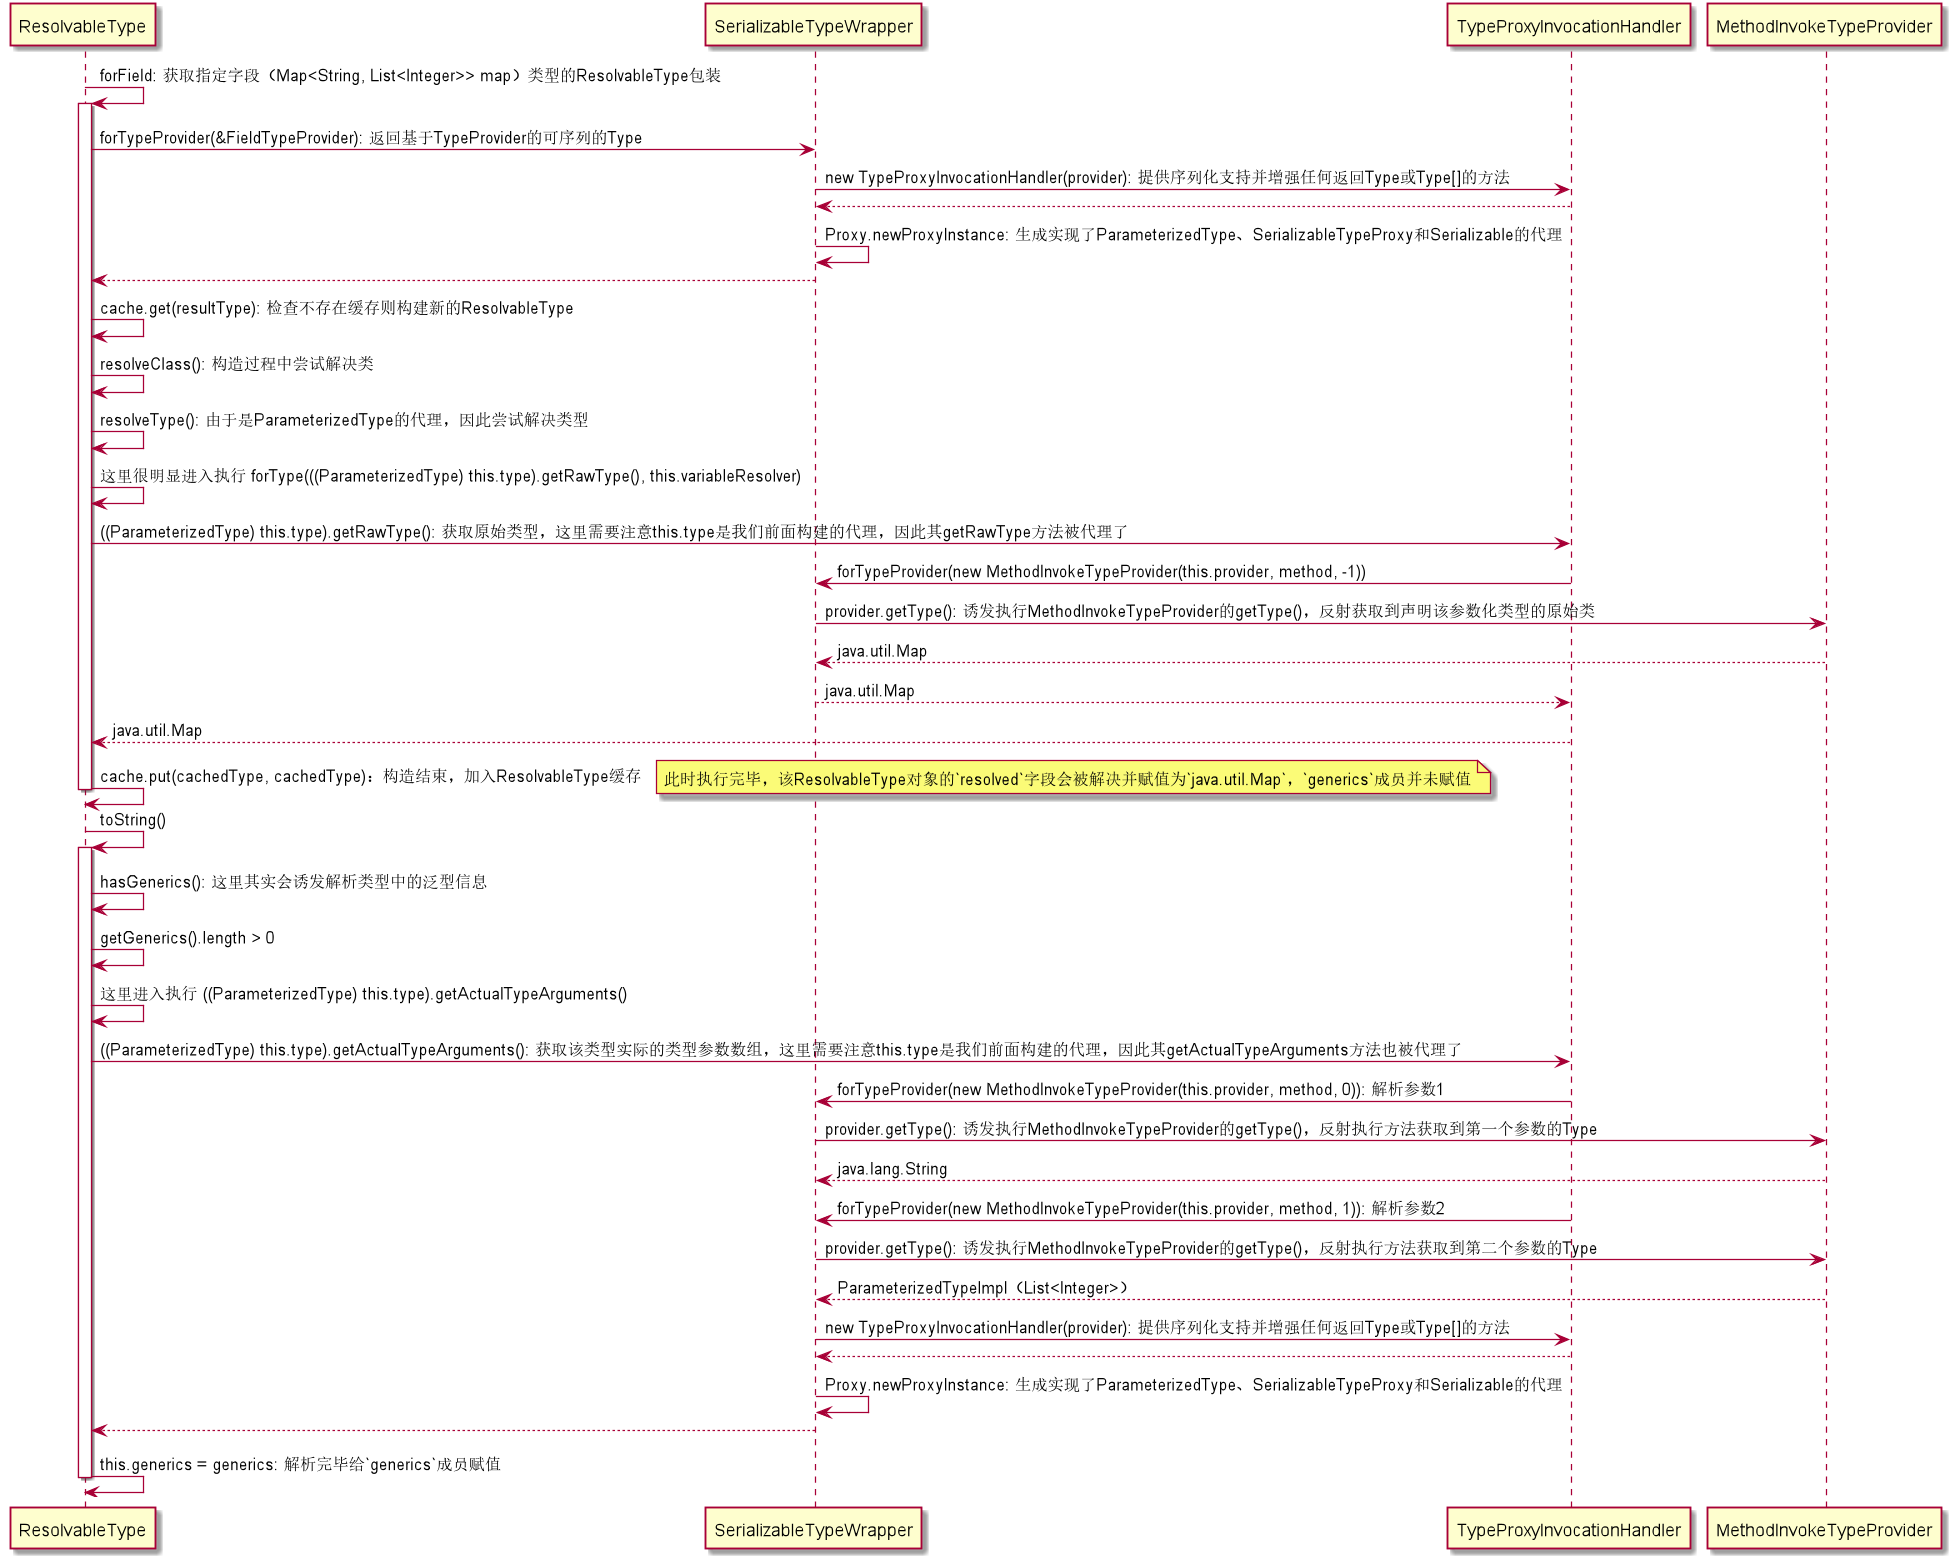 ResolvableType SerializableTypeWrapper TypeProxyInvocationHandler MethodInvokeTypeProvider
forField: 获取指定字段（Map<String, List<Integer>> map）类型的ResolvableType包装
forTypeProvider(&FieldTypeProvider): 返回基于TypeProvider的可序列的Type
new TypeProxyInvocationHandler(provider): 提供序列化支持并增强任何返回Type或Type[]的方法
Proxy.newProxyInstance: 生成实现了ParameterizedType、SerializableTypeProxy和Serializable的代理
cache.get(resultType): 检查不存在缓存则构建新的ResolvableType
resolveClass(): 构造过程中尝试解决类
resolveType(): 由于是ParameterizedType的代理，因此尝试解决类型
这里很明显进入执行 forType(((ParameterizedType) this.type).getRawType(), this.variableResolver)
((ParameterizedType) this.type).getRawType(): 获取原始类型，这里需要注意this.type是我们前面构建的代理，因此其getRawType方法被代理了
forTypeProvider(new MethodInvokeTypeProvider(this.provider, method, -1))
provider.getType(): 诱发执行MethodInvokeTypeProvider的getType()，反射获取到声明该参数化类型的原始类
java.util.Map
java.util.Map
java.util.Map
cache.put(cachedType, cachedType)：构造结束，加入ResolvableType缓存
此时执行完毕，该ResolvableType对象的`resolved`字段会被解决并赋值为`java.util.Map`，`generics`成员并未赋值
toString()
hasGenerics(): 这里其实会诱发解析类型中的泛型信息
getGenerics().length > 0
这里进入执行 ((ParameterizedType) this.type).getActualTypeArguments()
((ParameterizedType) this.type).getActualTypeArguments(): 获取该类型实际的类型参数数组，这里需要注意this.type是我们前面构建的代理，因此其getActualTypeArguments方法也被代理了
forTypeProvider(new MethodInvokeTypeProvider(this.provider, method, 0)): 解析参数1
provider.getType(): 诱发执行MethodInvokeTypeProvider的getType()，反射执行方法获取到第一个参数的Type
java.lang.String
forTypeProvider(new MethodInvokeTypeProvider(this.provider, method, 1)): 解析参数2
provider.getType(): 诱发执行MethodInvokeTypeProvider的getType()，反射执行方法获取到第二个参数的Type
ParameterizedTypeImpl（List<Integer>）
new TypeProxyInvocationHandler(provider): 提供序列化支持并增强任何返回Type或Type[]的方法
Proxy.newProxyInstance: 生成实现了ParameterizedType、SerializableTypeProxy和Serializable的代理
this.generics = generics: 解析完毕给`generics`成员赋值
ResolvableType SerializableTypeWrapper TypeProxyInvocationHandler MethodInvokeTypeProvider